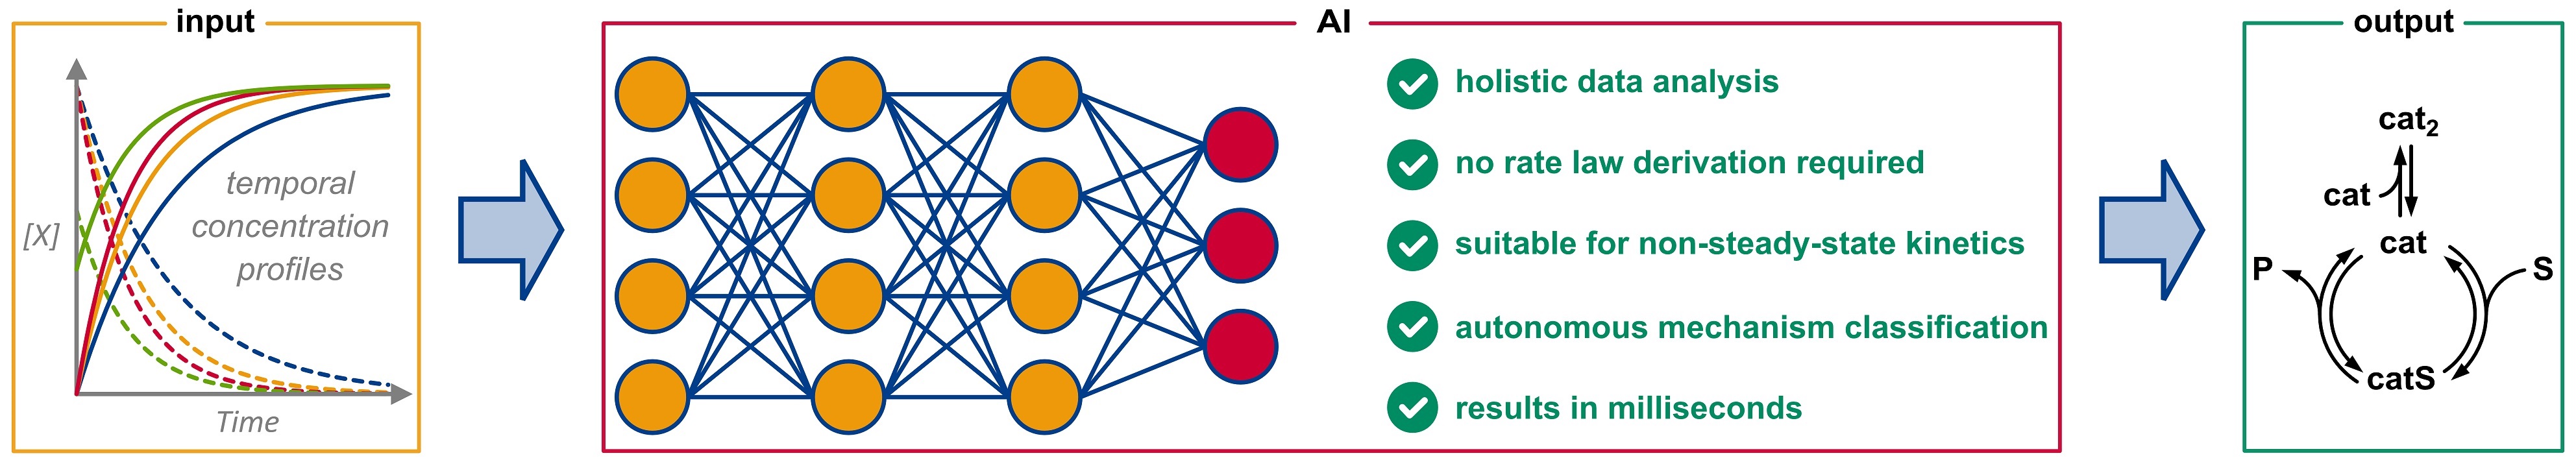 input
[X]
temporal
concentration
profiles
Time
AI
holistic data analysis
no rate law derivation required
suitable for non-steady-state kinetics
autonomous mechanism classification
results in milliseconds
output
cat₂
cat
cat
P
S
catS